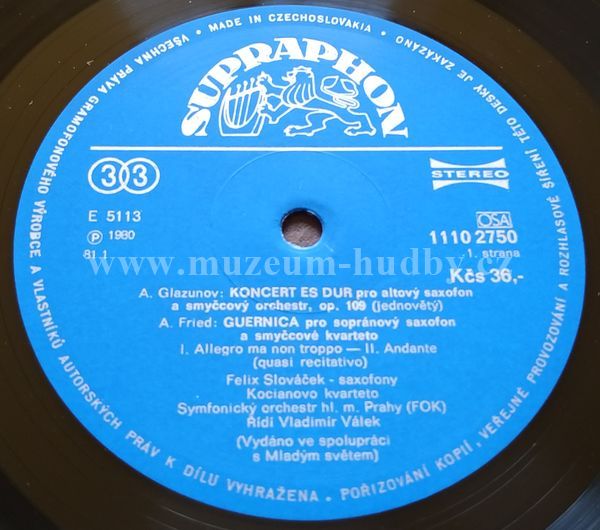 VŠECHNA PRÁVA GRAMOFONOVÉHO VÝROBCE A VLASTNÍKŮ AUTORSKÝCH PRÁV K DÍLU VYHRAŽENA. POŘIZOVÁNÍ KOPIÍ, VEŘEJNÉ PROVOZOVÁNÍ A ROZHLASOVÉ ŠÍŘENÍ TÉTO DESKY JE ZAKÁZÁNO • MADE IN CZECHOSLOVAKIA •
SUPRAPHON
33
STEREO
E 5113
OSA
℗ 1980
1110 2750
81 1
1. strana
Kčs 36,-
www.muzeum-hudby.cz
A. Glazunov: KONCERT ES DUR pro altový saxofon
a smyčcový orchestr, op. 109 (jednovětý)
A. Fried: GUERNICA pro sopránový saxofon
a smyčcové kvarteto
I. Allegro ma non troppo — II. Andante
(quasi recitativo)
Felix Slováček - saxofony
Kocianovo kvarteto
Symfonický orchestr hl. m. Prahy (FOK)
Řídí Vladimír Válek
(Vydáno ve spolupráci
s Mladým světem)